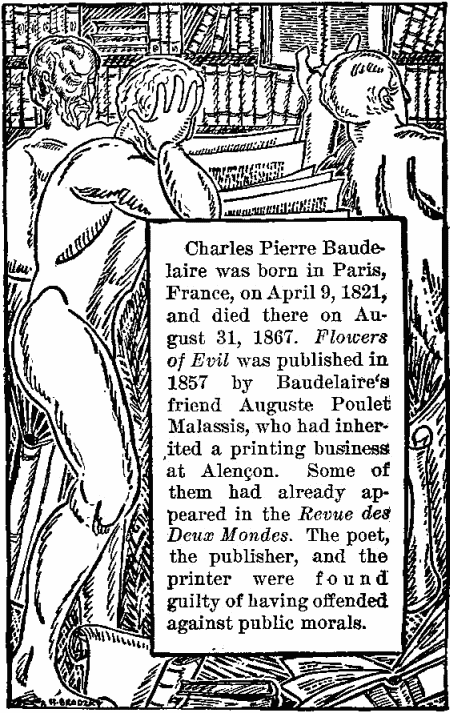 Charles Pierre Baude-
laire was born in Paris,
France, on April 9, 1821,
and died there on Au-
gust 31, 1867. Flowers
of Evil was published in
1857 by Baudelaire‘s
friend Auguste Poulet
Malassis, who had inher-
ited a printing business
at Alençon. Some of
them had already ap-
peared in the Revue des
Deux Mondes. The poet,
the publisher, and the
printer were found
guilty of having offended
against public morals.
H·BRODZKY